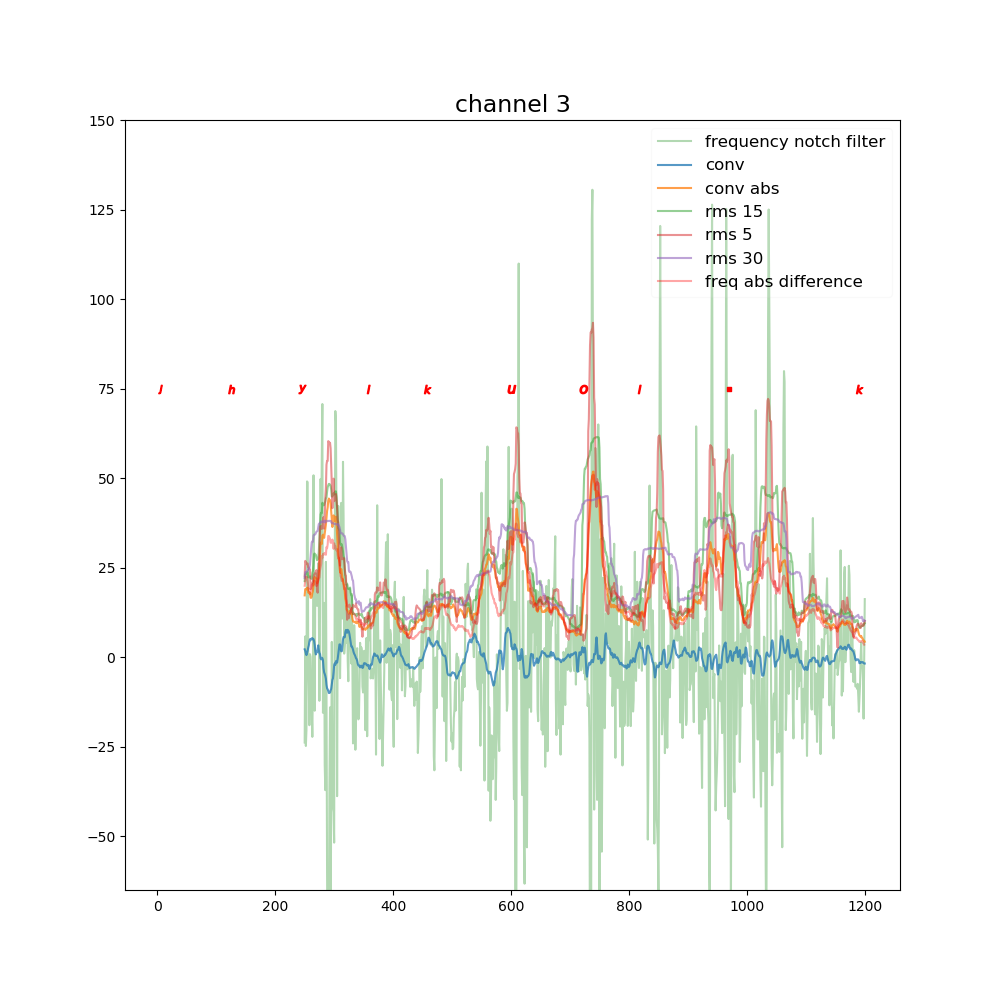 channel 3
150
frequency notch filter
conv
conv abs
125
rms 15
rms 5
rms 30
freq abs difference
100
75
j h y l k u o l . k
50
25
0
−25
−50
0 200 400 600 800 1000 1200